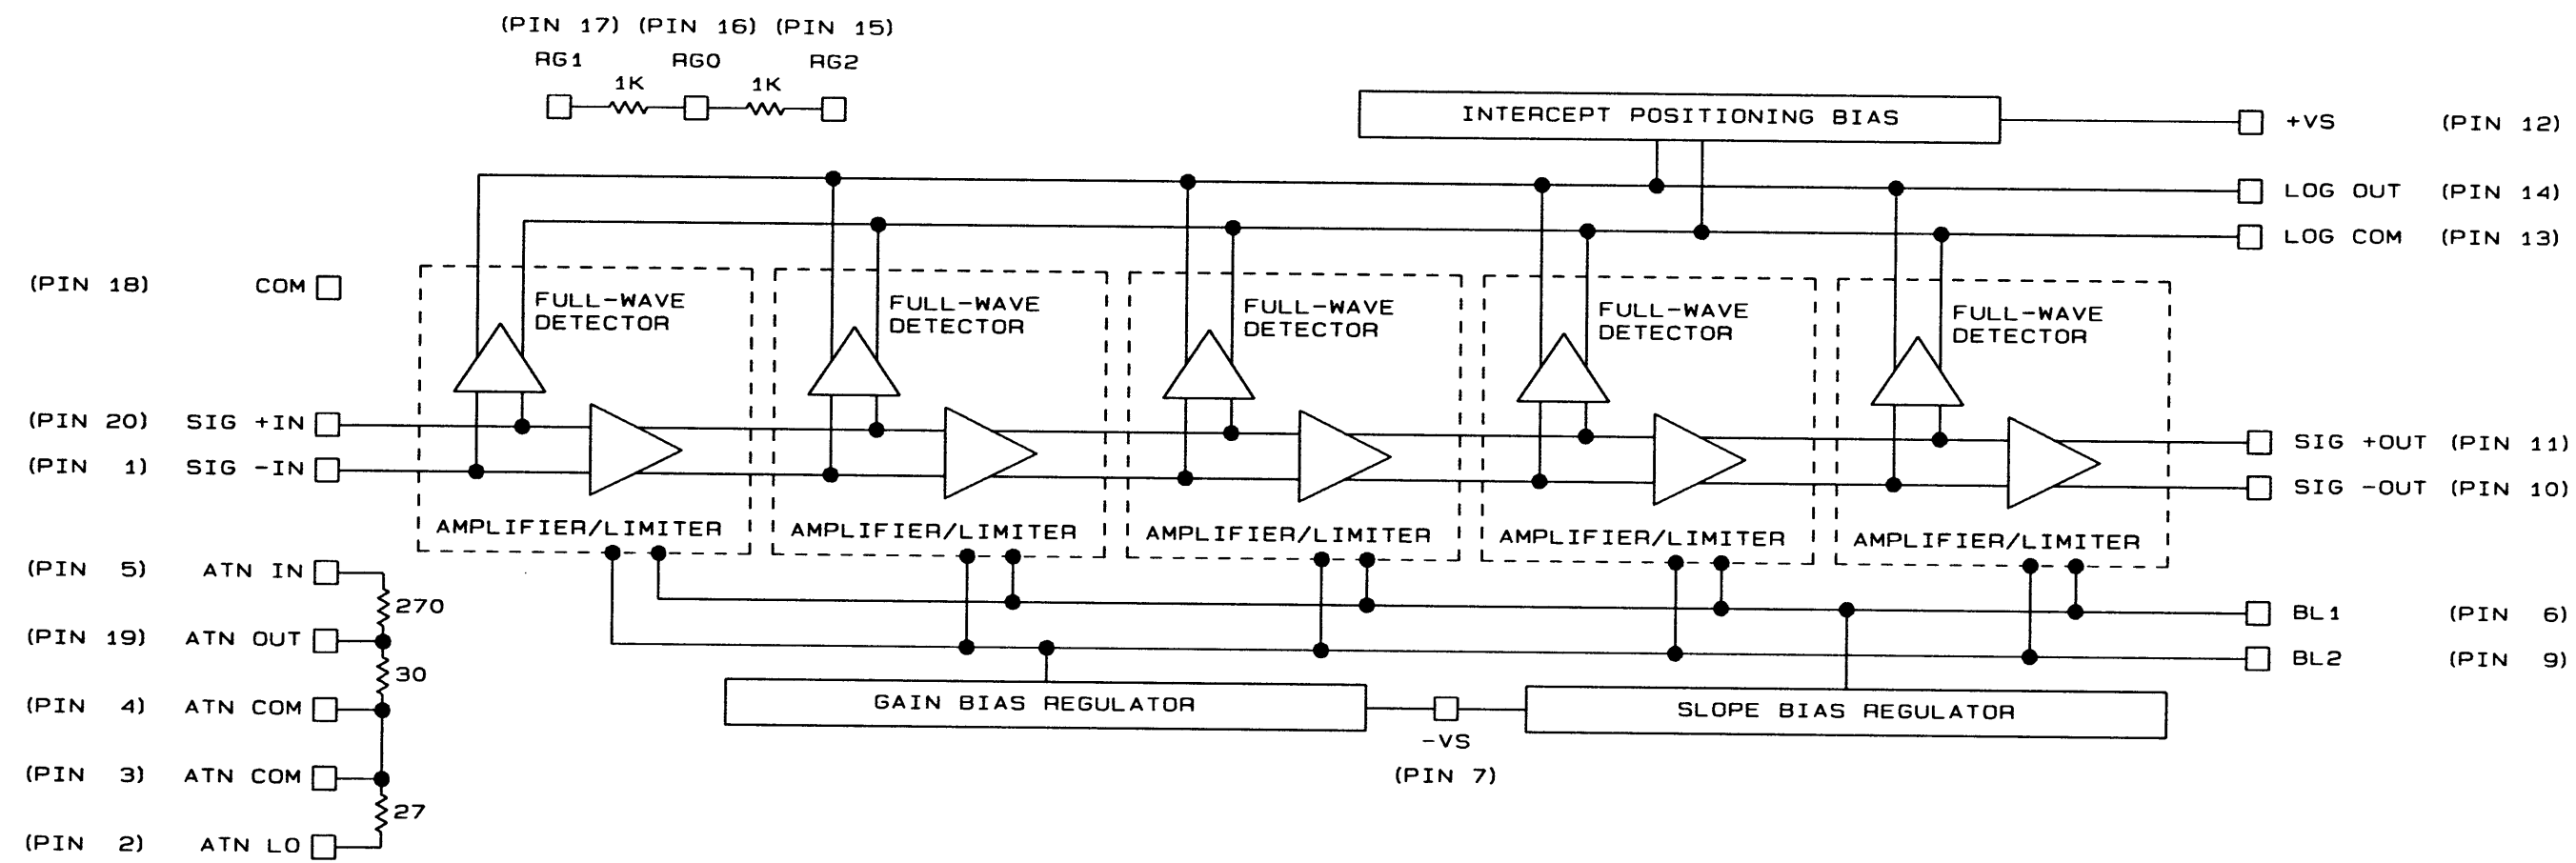 (PIN 17) (PIN 16) (PIN 15)
RG1 RG0 RG2
1K 1K
INTERCEPT POSITIONING BIAS
+VS (PIN 12)
LOG OUT (PIN 14)
LOG COM (PIN 13)
(PIN 18) COM
FULL-WAVE
DETECTOR
FULL-WAVE
DETECTOR
FULL-WAVE
DETECTOR
FULL-WAVE
DETECTOR
FULL-WAVE
DETECTOR
(PIN 20) SIG +IN
(PIN 1) SIG -IN
SIG +OUT (PIN 11)
SIG -OUT (PIN 10)
AMPLIFIER/LIMITER
AMPLIFIER/LIMITER
AMPLIFIER/LIMITER
AMPLIFIER/LIMITER
AMPLIFIER/LIMITER
(PIN 5) ATN IN
270
(PIN 19) ATN OUT
30
(PIN 4) ATN COM
(PIN 3) ATN COM
27
(PIN 2) ATN LO
BL1 (PIN 6)
BL2 (PIN 9)
GAIN BIAS REGULATOR
-VS
(PIN 7)
SLOPE BIAS REGULATOR